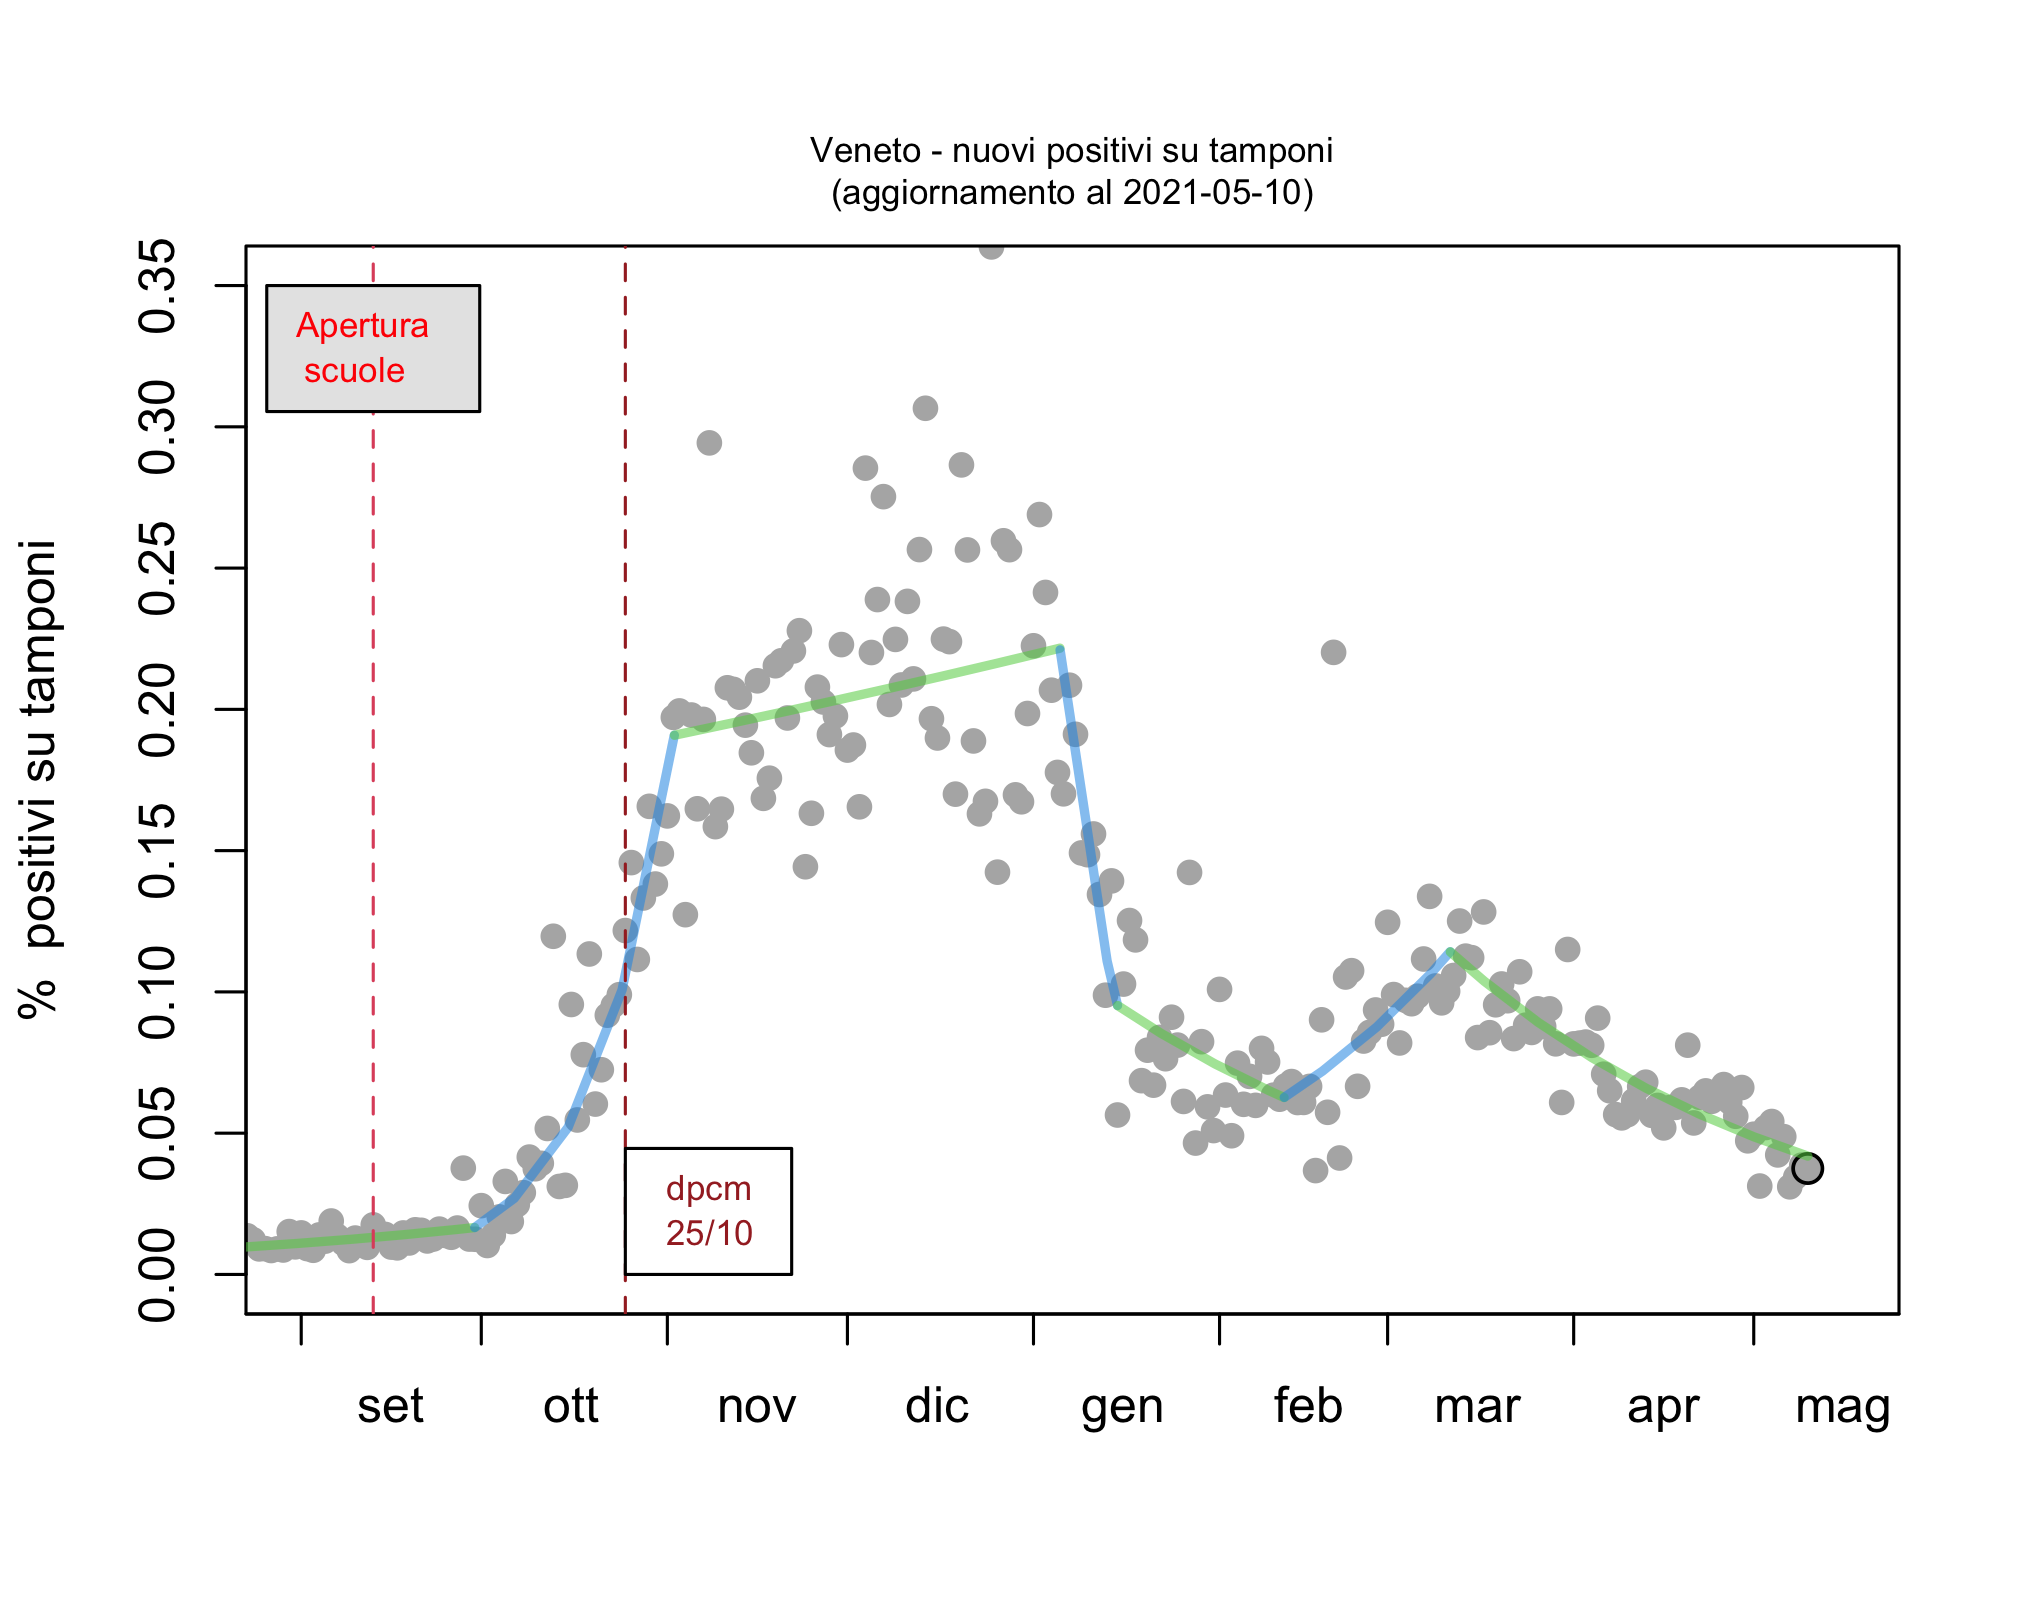 Veneto - nuovi positivi su tamponi
(aggiornamento al 2021-05-10)
% positivi su tamponi
0.35
0.30
0.25
0.20
0.15
0.10
0.05
0.00
Apertura
scuole
dpcm
25/10
set ott nov dic gen feb mar apr mag